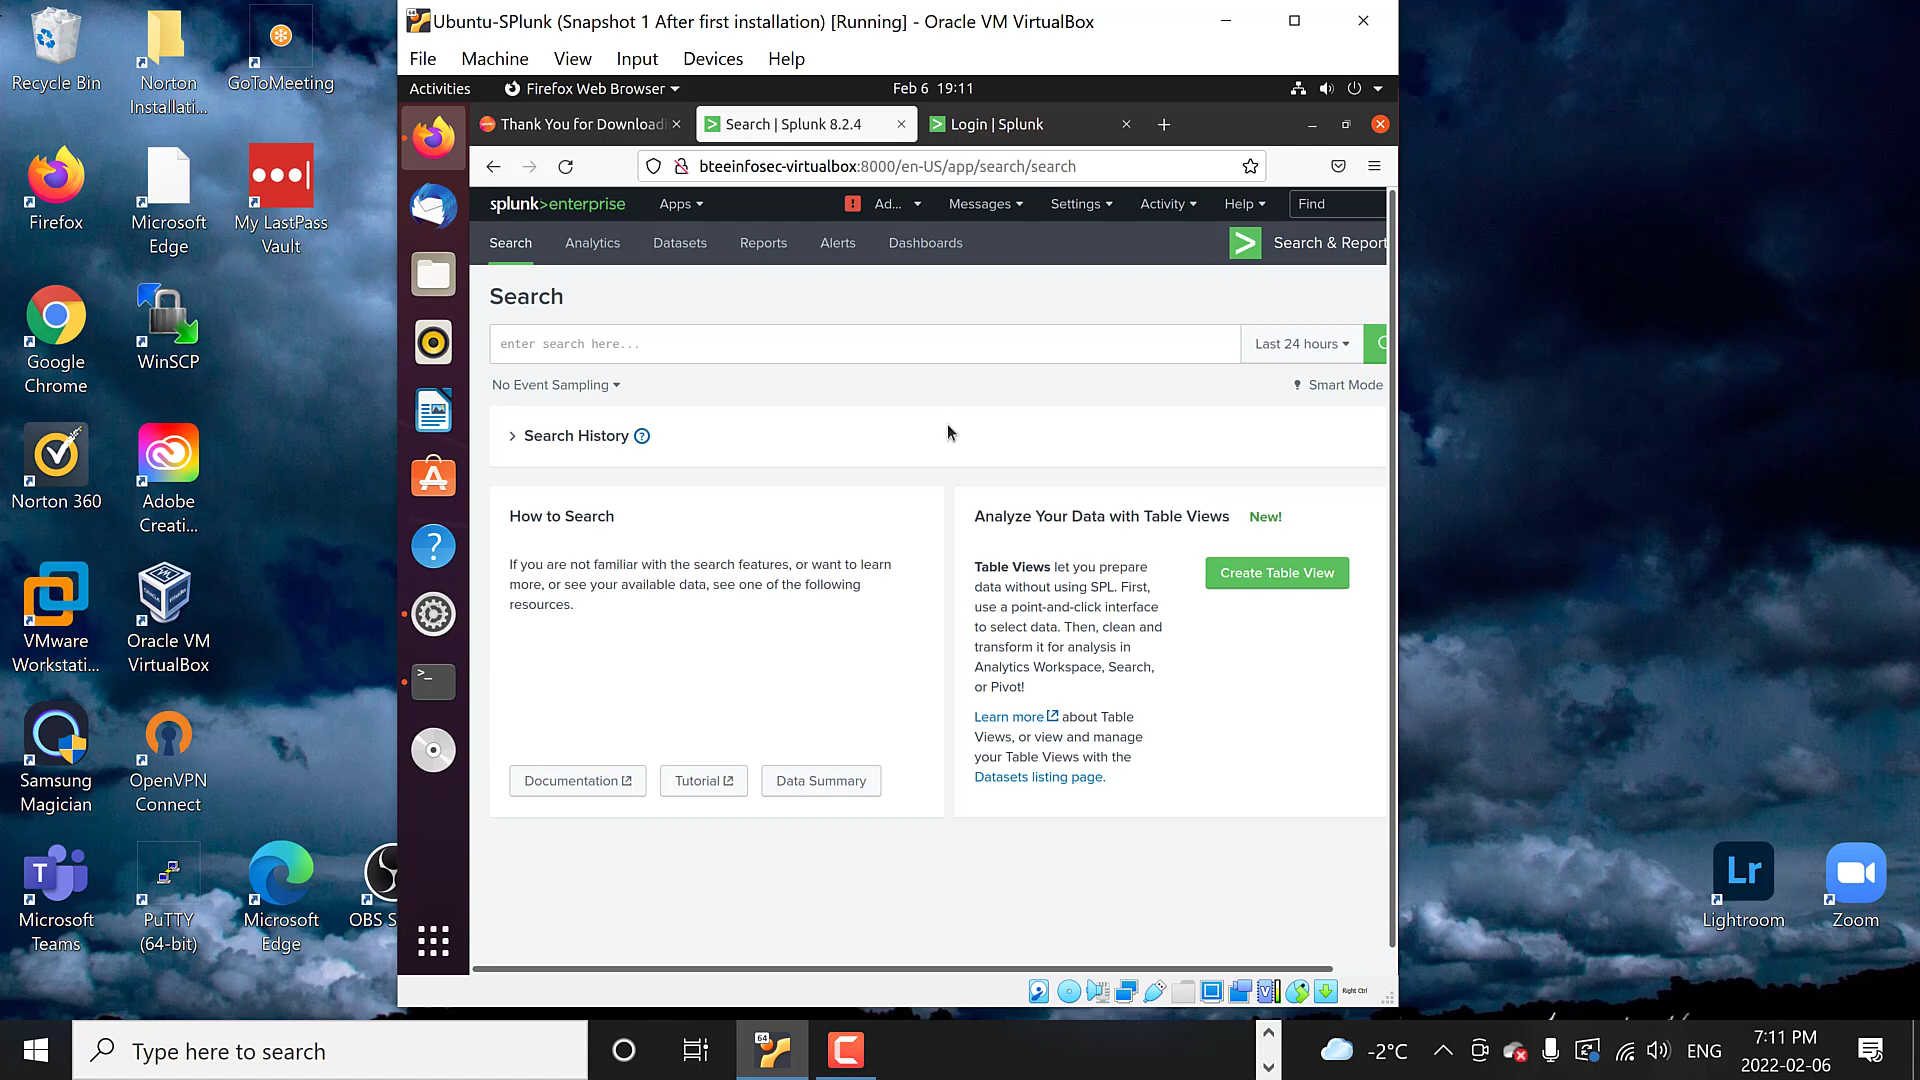 Recycle Bin
Norton
Installati...
GoToMeeting
Firefox
Microsoft
Edge
My LastPass
Vault
Google
Chrome
WinSCP
Norton 360
Adobe
Creati...
VMware
Workstati...
Oracle VM
VirtualBox
Samsung
Magician
OpenVPN
Connect
Microsoft
Teams
PuTTY
(64-bit)
Microsoft
Edge
OBS S
Ubuntu-SPlunk (Snapshot 1 After first installation) [Running] - Oracle VM VirtualBox
File Machine View Input Devices Help
Activities Firefox Web Browser Feb 6 19:11
Thank You for Downloadi Search | Splunk 8.2.4 Login | Splunk
bteeinfosec-virtualbox:8000/en-US/app/search/search
splunk>enterprise Apps ! Ad... Messages Settings Activity Help Find
Search Analytics Datasets Reports Alerts Dashboards > Search & Report
Search
enter search here... Last 24 hours
No Event Sampling Smart Mode
Search History ?
How to Search
If you are not familiar with the search features, or want to learn
more, or see your available data, see one of the following
resources.
Documentation Tutorial Data Summary
Analyze Your Data with Table Views New!
Table Views let you prepare
data without using SPL. First,
use a point-and-click interface
to select data. Then, clean and
transform it for analysis in
Analytics Workspace, Search,
or Pivot!
Create Table View
Learn more about Table
Views, or view and manage
your Table Views with the
Datasets listing page.
Right Ctrl
Lr
Lightroom
Zoom
Type here to search
64
-2°C
ENG
7:11 PM
2022-02-06